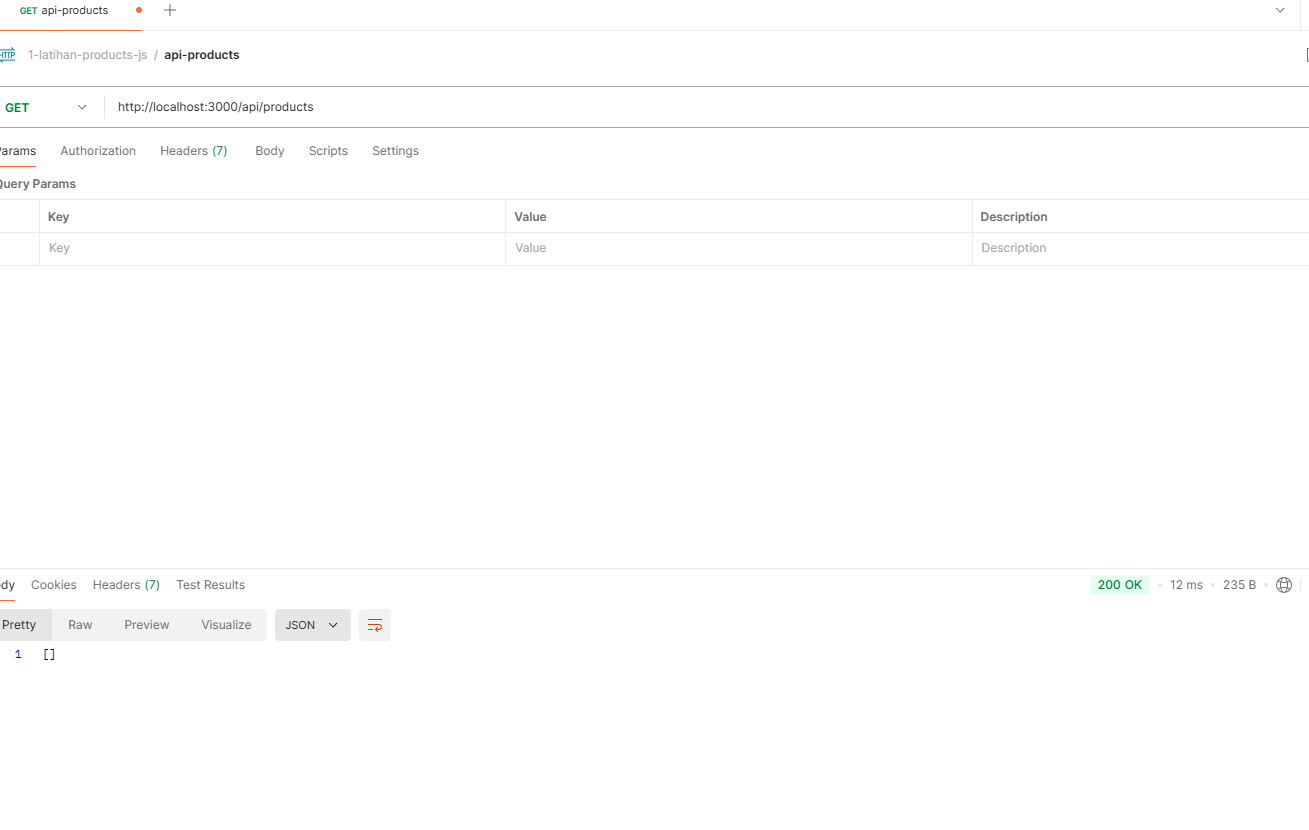 GET api-products
HTTP 1-latihan-products-js / api-products
GET http://localhost:3000/api/products
Params Authorization Headers (7) Body Scripts Settings
Query Params
Key Value Description
Key Value Description
Body Cookies Headers (7) Test Results 200 OK 12 ms 235 B
Pretty Raw Preview Visualize JSON
1 []